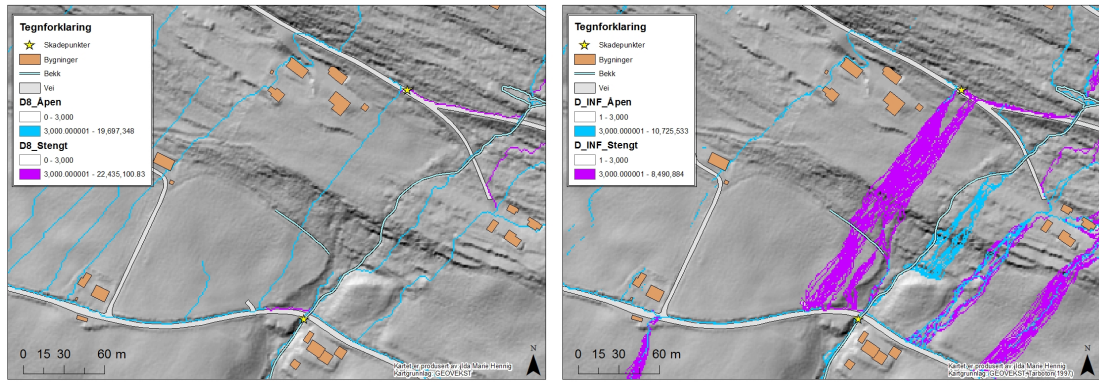 Tegnforklaring
Skadepunkter
Bygninger
Bekk
Vei
D8_Åpen
0 - 3,000
3,000.000001 - 19,697,348
D8_Stengt
0 - 3,000
3,000.000001 - 22,435,100.83
0 15 30 60 m
N
Kartet er produsert av Ida Marie Hennig
Kartgrunnlag: GEOVEKST
Tegnforklaring
Skadepunkter
Bygninger
Bekk
Vei
D_INF_Åpen
1 - 3,000
3,000.000001 - 10,725,533
D_INF_Stengt
1 - 3,000
3,000.000001 - 8,490,884
0 15 30 60 m
N
Kartet er produsert av Ida Marie Hennig
Kartgrunnlag: GEOVEKST, Tarboton(1997)